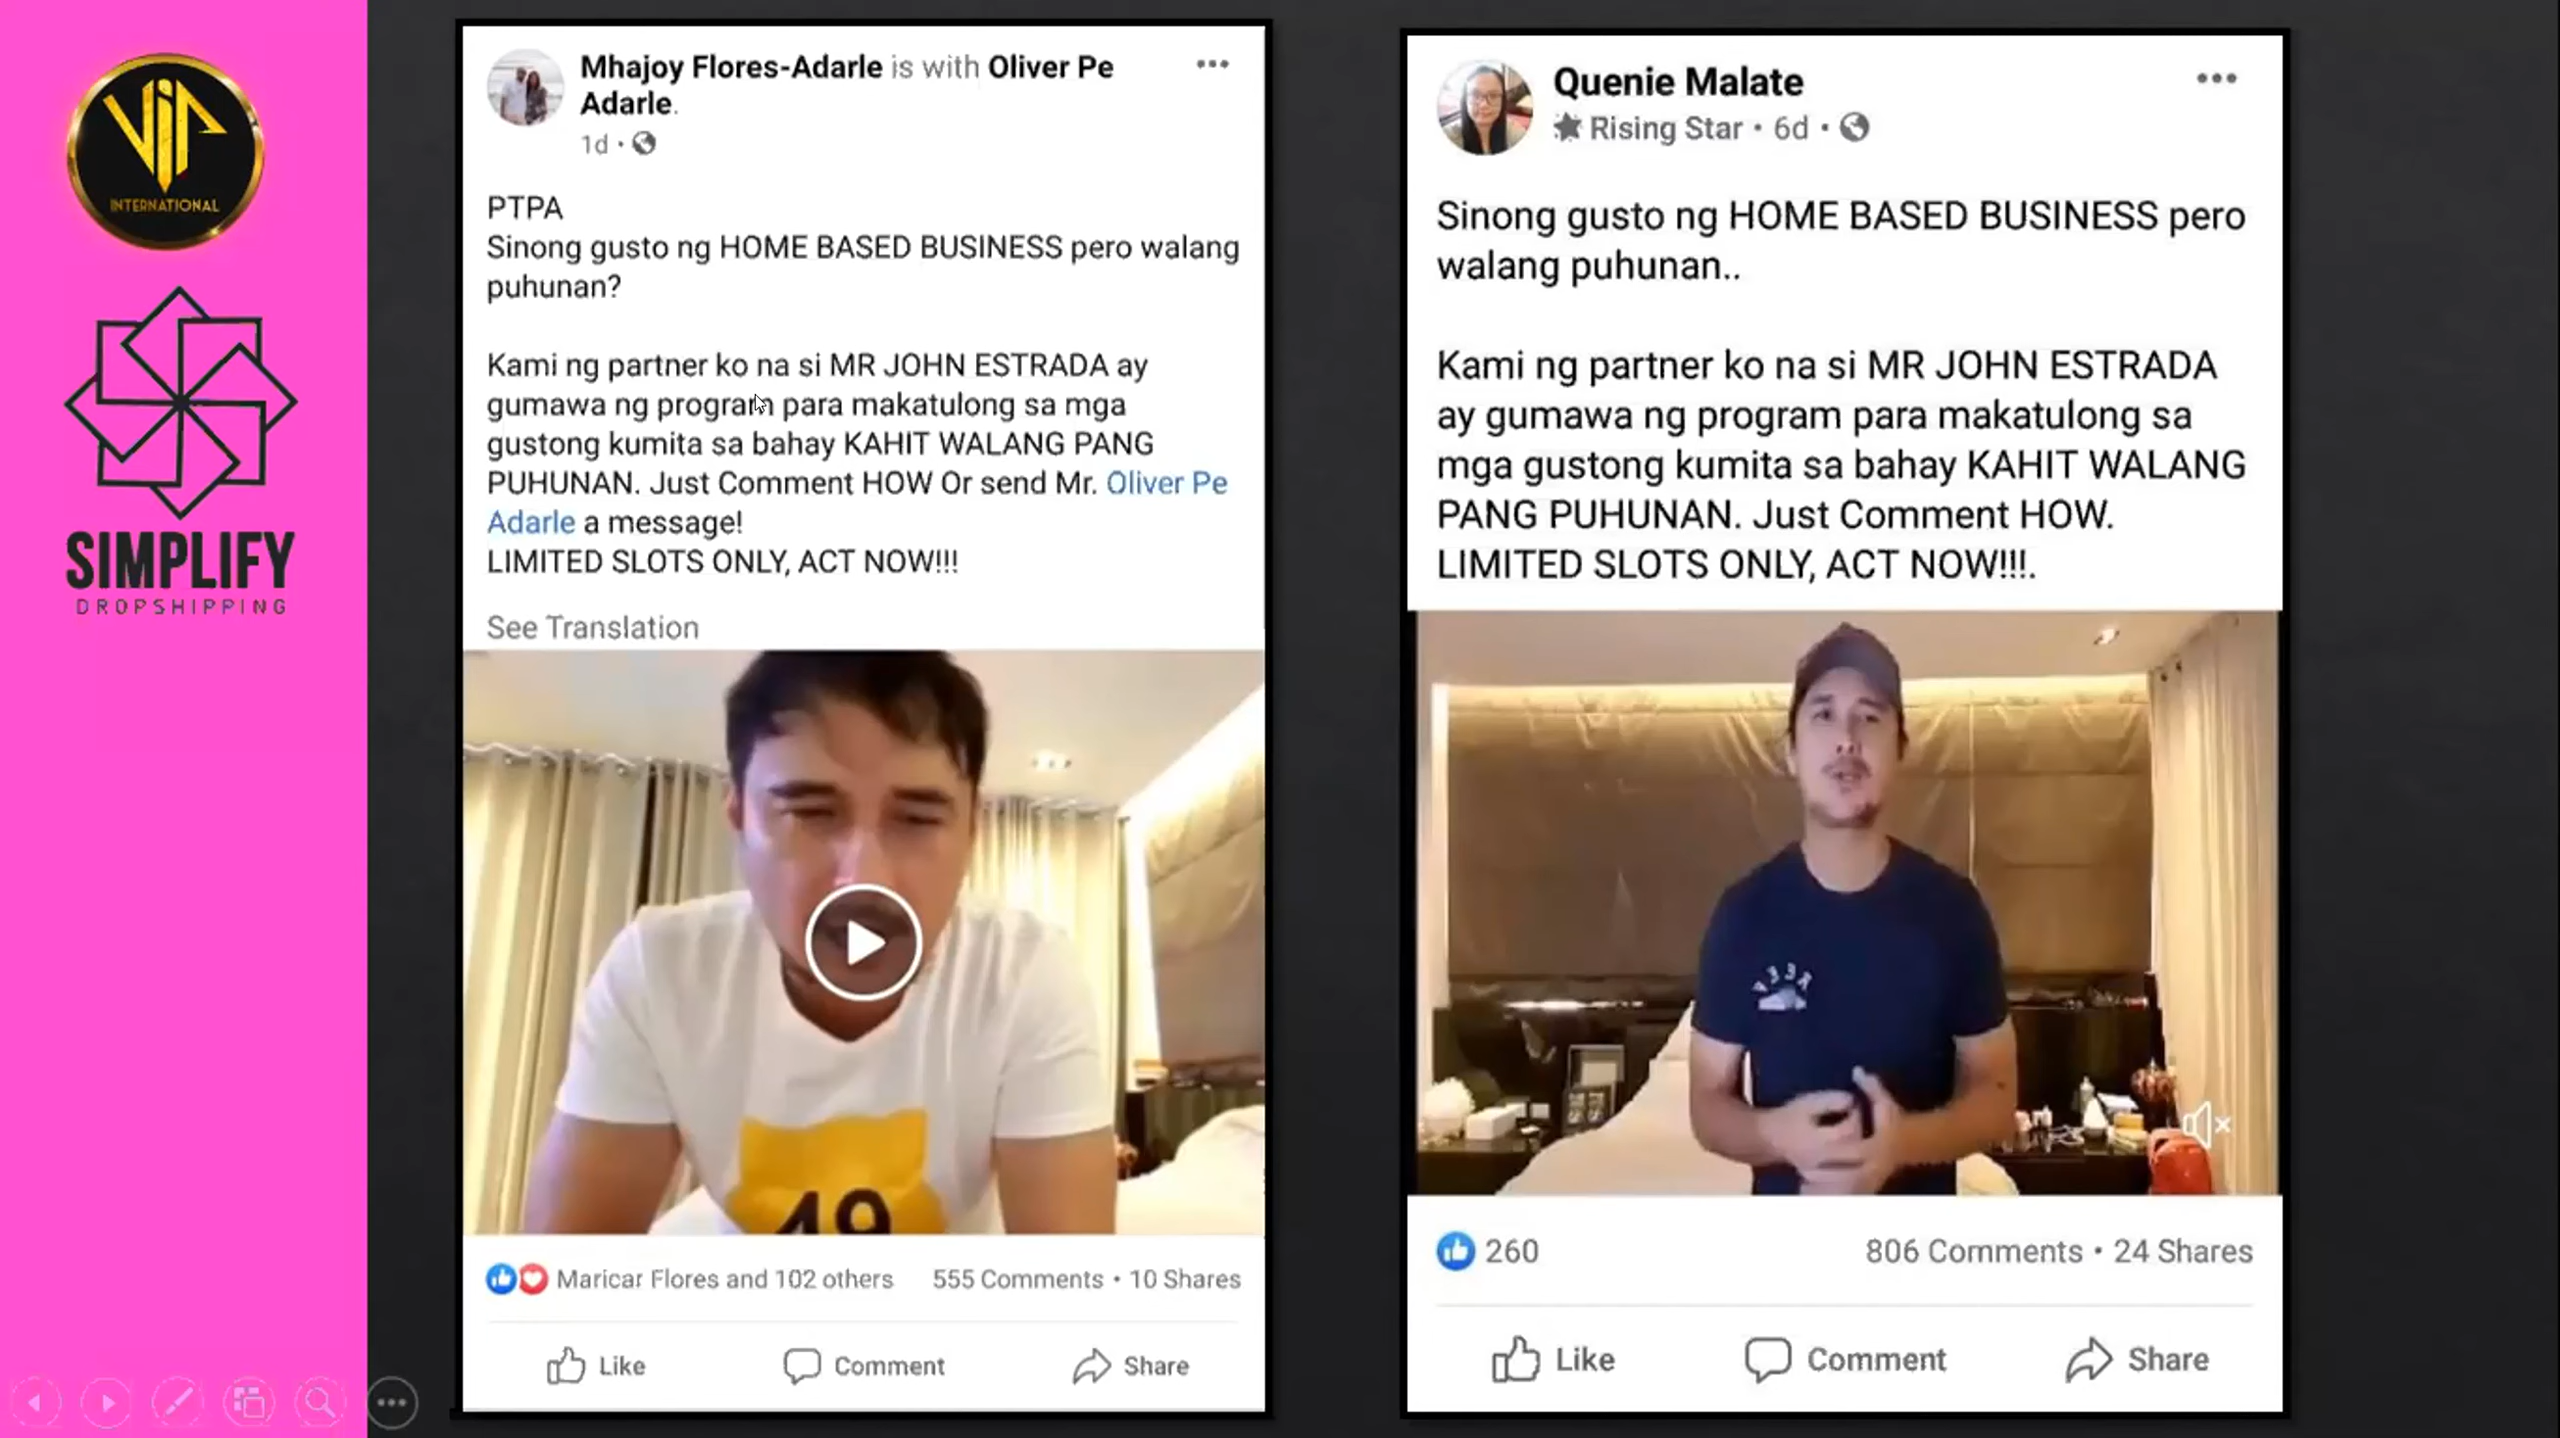 VIP
INTERNATIONAL
SIMPLIFY
DROPSHIPPING
Mhajoy Flores-Adarle is with Oliver Pe
Adarle.
1d
PTPA
Sinong gusto ng HOME BASED BUSINESS pero walang
puhunan?
Kami ng partner ko na si MR JOHN ESTRADA ay
gumawa ng program para makatulong sa mga
gustong kumita sa bahay KAHIT WALANG PANG
PUHUNAN. Just Comment HOW Or send Mr. Oliver Pe
Adarle a message!
LIMITED SLOTS ONLY, ACT NOW!!!
See Translation
49
Maricar Flores and 102 others 555 Comments • 10 Shares
Like Comment Share
Quenie Malate
Rising Star • 6d •
Sinong gusto ng HOME BASED BUSINESS pero
walang puhunan..
Kami ng partner ko na si MR JOHN ESTRADA
ay gumawa ng program para makatulong sa
mga gustong kumita sa bahay KAHIT WALANG
PANG PUHUNAN. Just Comment HOW.
LIMITED SLOTS ONLY, ACT NOW!!!.
260 806 Comments • 24 Shares
Like Comment Share